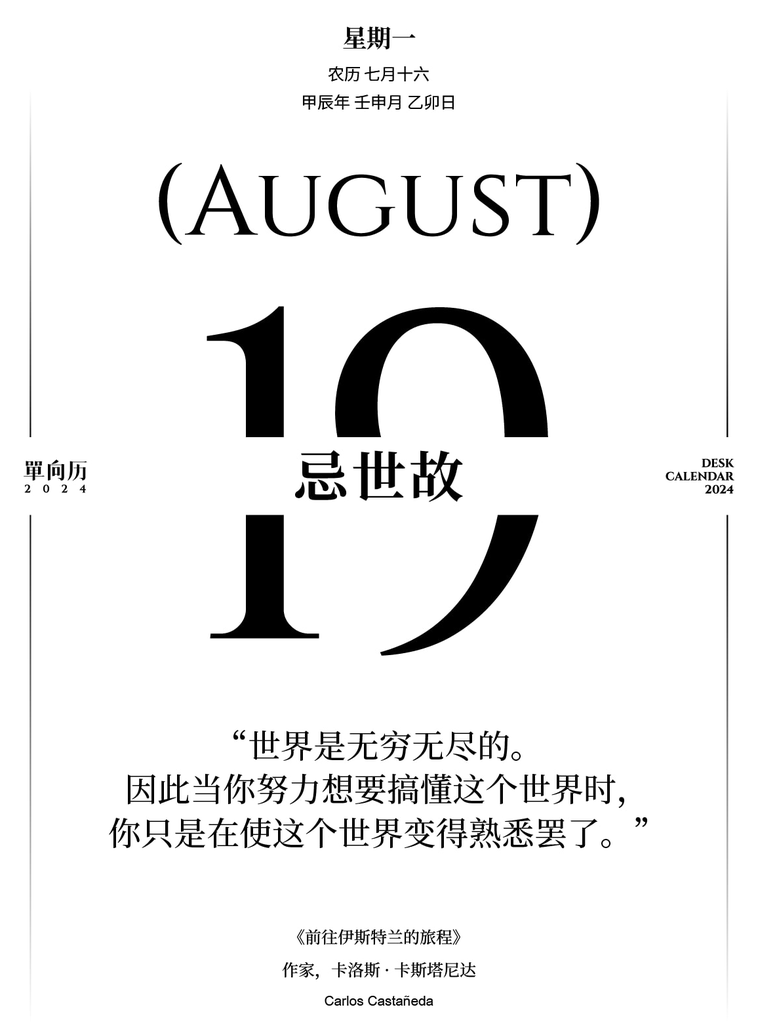 星期一
农历 七月十六
甲辰年 壬申月 乙卯日
(AUGUST)
19
單向历
2024
忌世故
DESK
CALENDAR
2024
“世界是无穷无尽的。
因此当你努力想要搞懂这个世界时，
你只是在使这个世界变得熟悉罢了。”
《前往伊斯特兰的旅程》
作家，卡洛斯 · 卡斯塔尼达
Carlos Castañeda